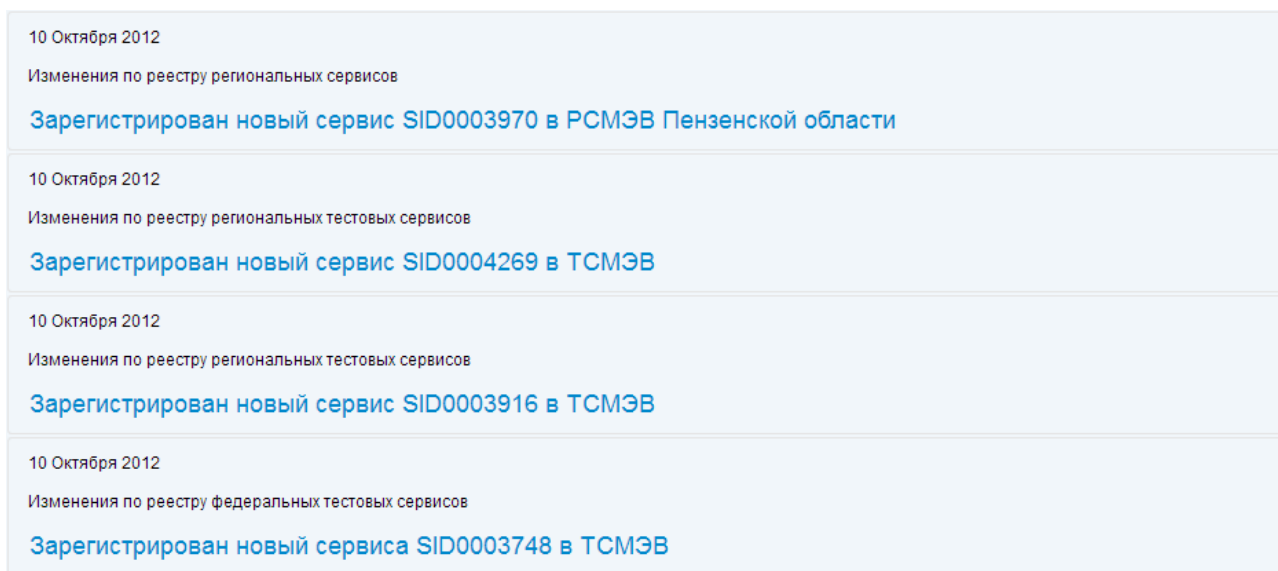 10 Октября 2012
Изменения по реестру региональных сервисов
Зарегистрирован новый сервис SID0003970 в РСМЭВ Пензенской области
10 Октября 2012
Изменения по реестру региональных тестовых сервисов
Зарегистрирован новый сервис SID0004269 в ТСМЭВ
10 Октября 2012
Изменения по реестру региональных тестовых сервисов
Зарегистрирован новый сервис SID0003916 в ТСМЭВ
10 Октября 2012
Изменения по реестру федеральных тестовых сервисов
Зарегистрирован новый сервиса SID0003748 в ТСМЭВ